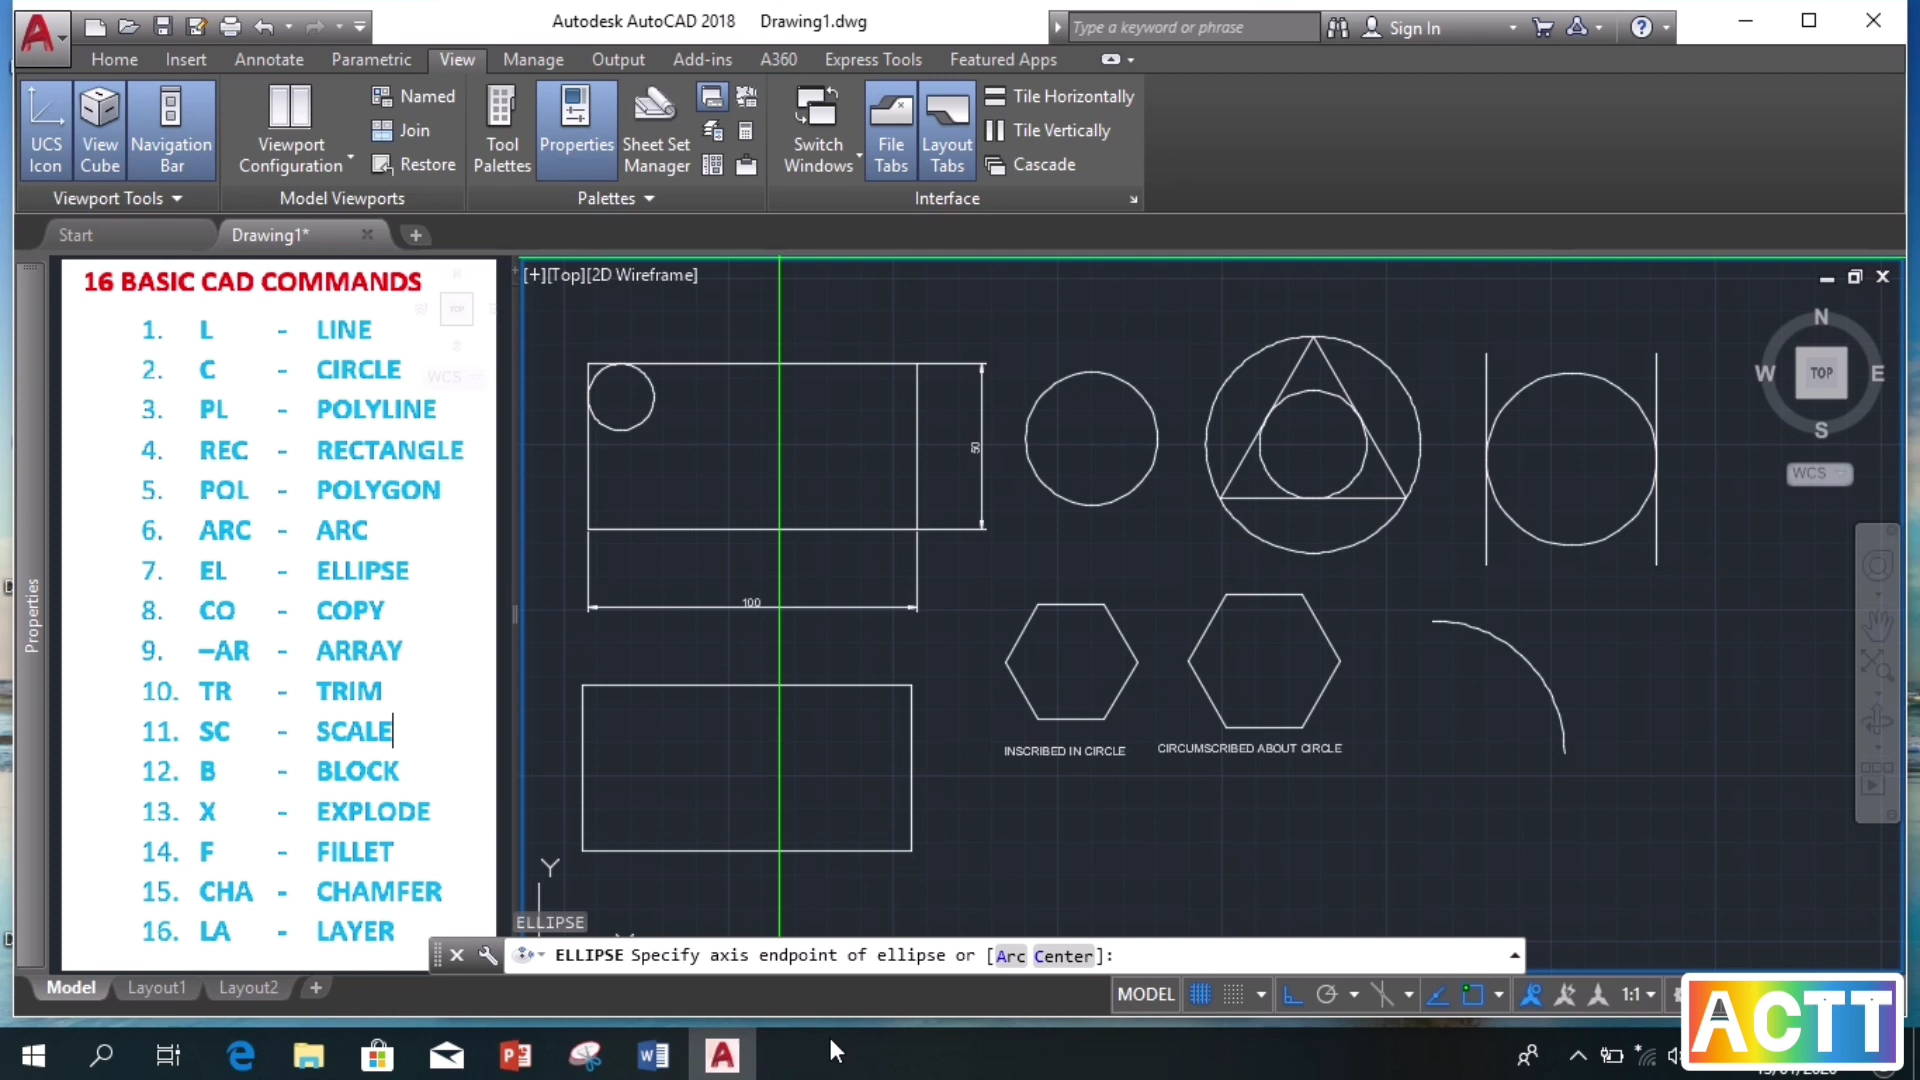 Autodesk AutoCAD 2018 Drawing1.dwg
Type a keyword or phrase
Sign In
Home Insert Annotate Parametric View Manage Output Add-ins A360 Express Tools Featured Apps
UCS Icon
View Cube
Navigation Bar
Viewport Configuration
Named
Join
Restore
Tool Palettes
Properties
Sheet Set Manager
Switch Windows
File Tabs
Layout Tabs
Tile Horizontally
Tile Vertically
Cascade
Viewport Tools
Model Viewports
Palettes
Interface
Start
Drawing1*
Properties
16 BASIC CAD COMMANDS
1. L - LINE
2. C - CIRCLE
3. PL - POLYLINE
4. REC - RECTANGLE
5. POL - POLYGON
6. ARC - ARC
7. EL - ELLIPSE
8. CO - COPY
9. –AR - ARRAY
10. TR - TRIM
11. SC - SCALE
12. B - BLOCK
13. X - EXPLODE
14. F - FILLET
15. CHA - CHAMFER
16. LA - LAYER
TOP
WCS
[+][Top][2D Wireframe]
50
100
INSCRIBED IN CIRCLE
CIRCUMSCRIBED ABOUT CIRCLE
N
W TOP E
S
WCS
Y
ELLIPSE
ELLIPSE Specify axis endpoint of ellipse or [Arc Center]:
Model Layout1 Layout2
MODEL
1:1
ACTT